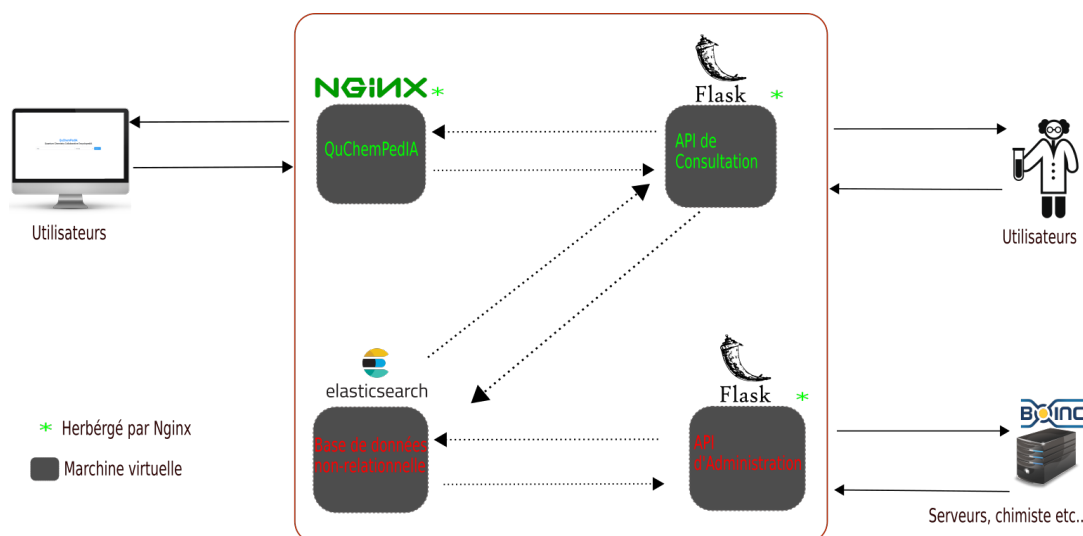 NGINX *
Flask *
QuChemPedIA
API de
Consultation
Utilisateurs
Utilisateurs
elasticsearch
Flask *
Base de données
non-relationnelle
API
d'Administration
BOINC
* Herbérgé par Nginx
Marchine virtuelle
Serveurs, chimiste etc..